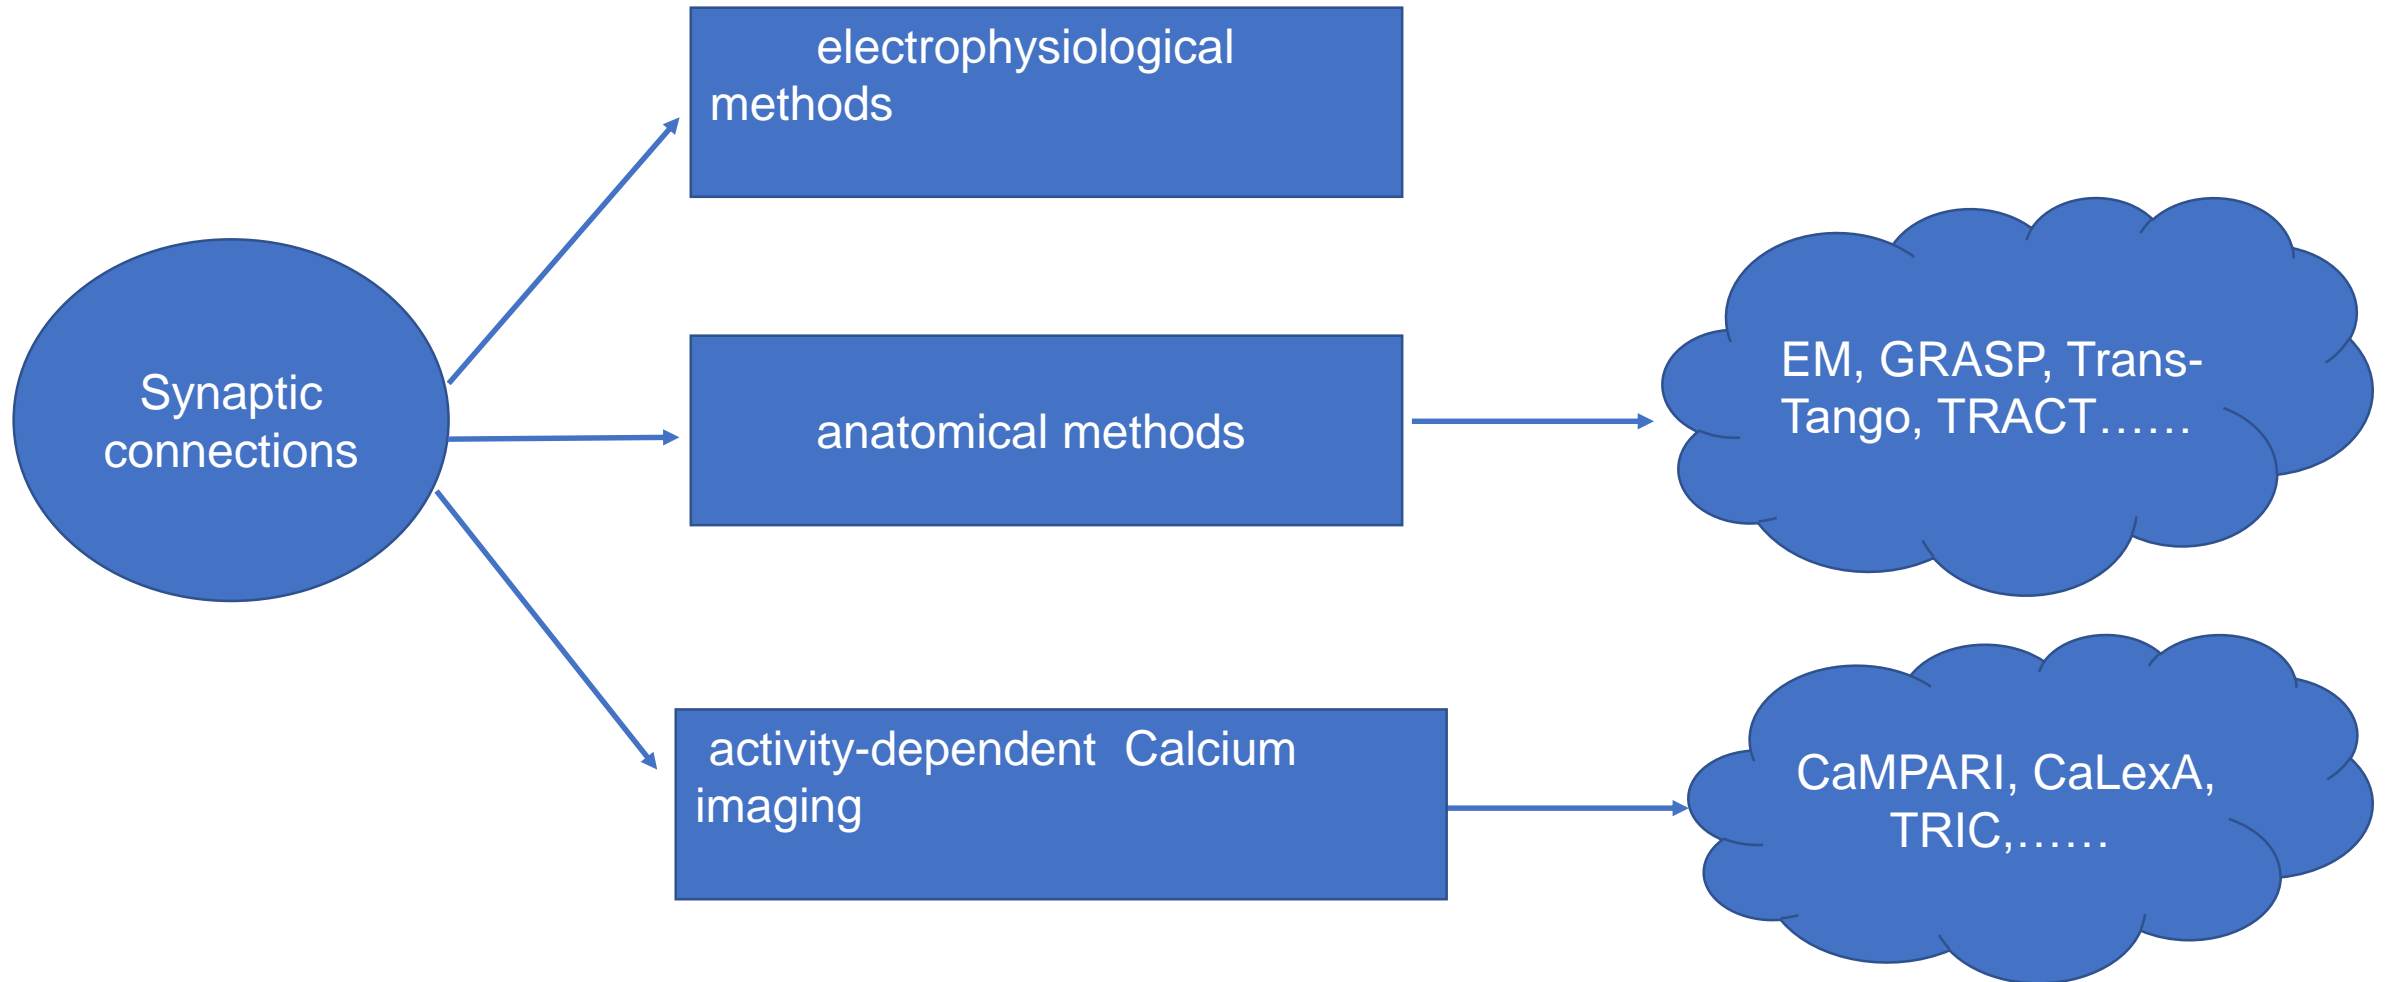 electrophysiological
methods
Synaptic
connections
anatomical methods
EM, GRASP, Trans-
Tango, TRACT……
activity-dependent  Calcium
imaging
CaMPARI, CaLexA,
TRIC,……